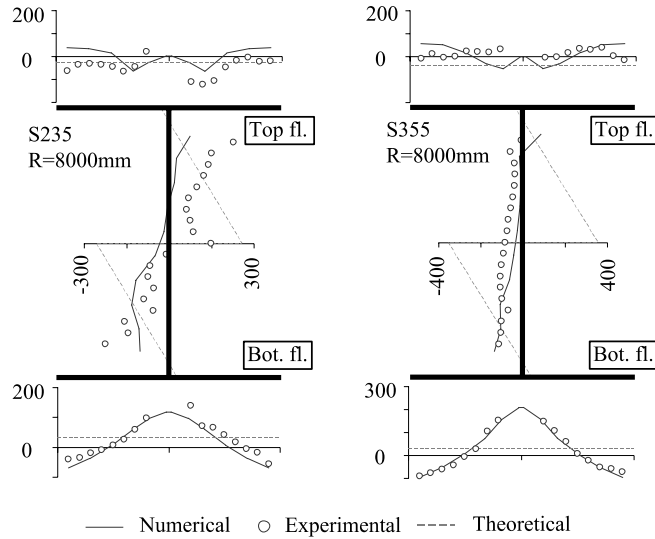 200
0
S235
R=8000mm
Top fl.
-300
300
Bot. fl.
200
0
200
0
S355
R=8000mm
Top fl.
-400
400
Bot. fl.
300
0
Numerical
Experimental
Theoretical